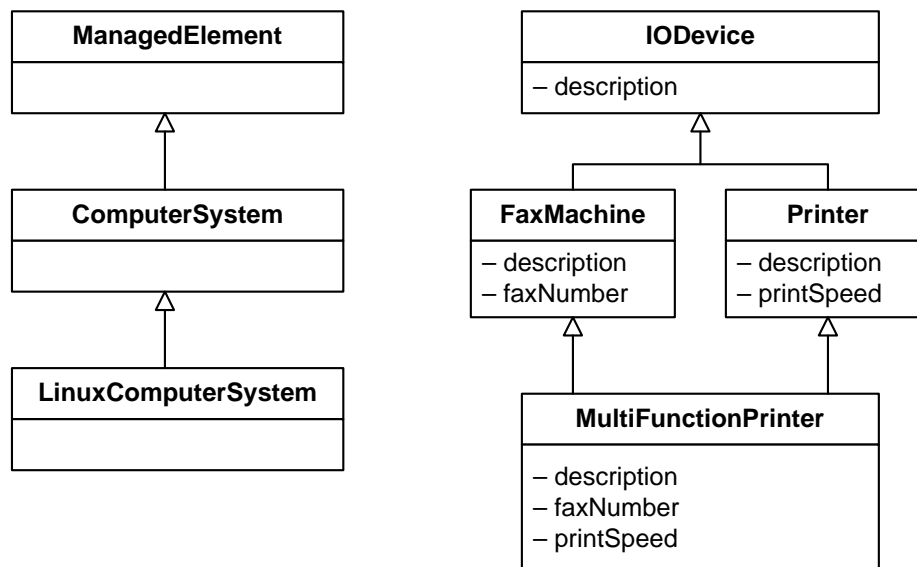 ManagedElement
ComputerSystem
LinuxComputerSystem
IODevice
– description
FaxMachine
– description
– faxNumber
Printer
– description
– printSpeed
MultiFunctionPrinter
– description
– faxNumber
– printSpeed